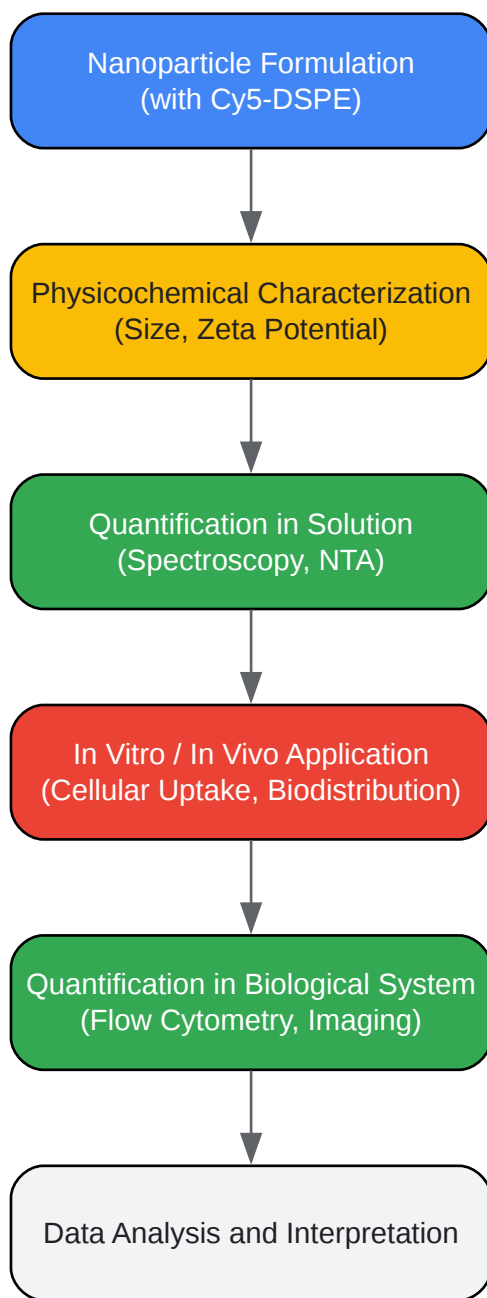 Nanoparticle Formulation
(with Cy5-DSPE)
Physicochemical Characterization
(Size, Zeta Potential)
Quantification in Solution
(Spectroscopy, NTA)
In Vitro / In Vivo Application
(Cellular Uptake, Biodistribution)
Quantification in Biological System
(Flow Cytometry, Imaging)
Data Analysis and Interpretation